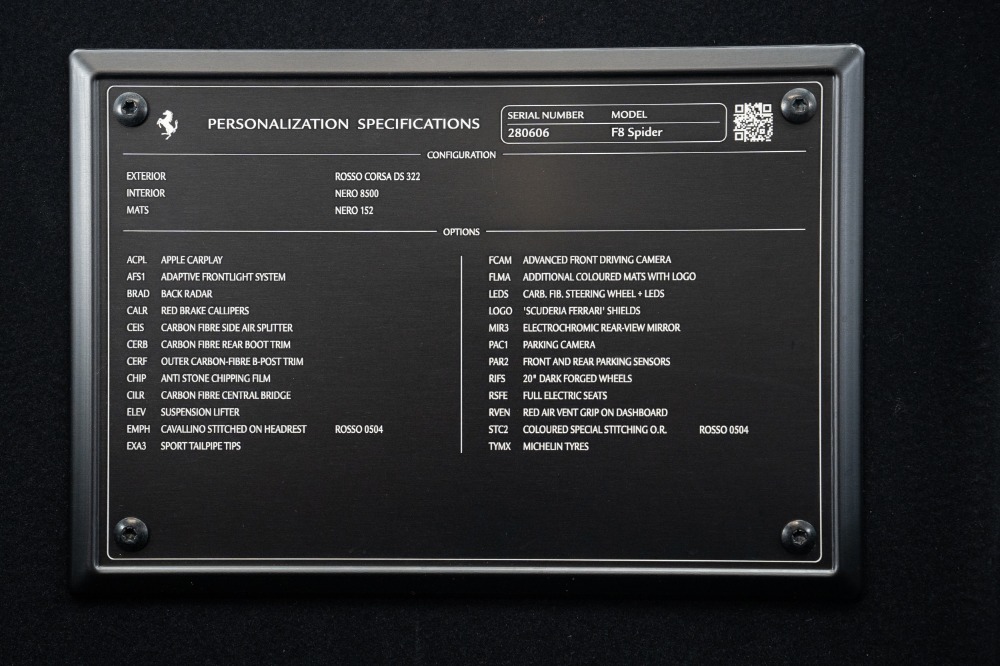 PERSONALIZATION SPECIFICATIONS
SERIAL NUMBER MODEL
280606 F8 Spider
CONFIGURATION
EXTERIOR ROSSO CORSA DS 322
INTERIOR NERO 8500
MATS NERO 152
OPTIONS
ACPL APPLE CARPLAY
AFS1 ADAPTIVE FRONTLIGHT SYSTEM
BRAD BACK RADAR
CALR RED BRAKE CALLIPERS
CEIS CARBON FIBRE SIDE AIR SPLITTER
CERB CARBON FIBRE REAR BOOT TRIM
CERF OUTER CARBON-FIBRE B-POST TRIM
CHIP ANTI STONE CHIPPING FILM
CILR CARBON FIBRE CENTRAL BRIDGE
ELEV SUSPENSION LIFTER
EMPH CAVALLINO STITCHED ON HEADREST ROSSO 0504
EXA3 SPORT TAILPIPE TIPS
FCAM ADVANCED FRONT DRIVING CAMERA
FLMA ADDITIONAL COLOURED MATS WITH LOGO
LEDS CARB. FIB. STEERING WHEEL + LEDS
LOGO 'SCUDERIA FERRARI' SHIELDS
MIR3 ELECTROCHROMIC REAR-VIEW MIRROR
PAC1 PARKING CAMERA
PAR2 FRONT AND REAR PARKING SENSORS
RIFS 20" DARK FORGED WHEELS
RSFE FULL ELECTRIC SEATS
RVEN RED AIR VENT GRIP ON DASHBOARD
STC2 COLOURED SPECIAL STITCHING O.R. ROSSO 0504
TYMX MICHELIN TYRES